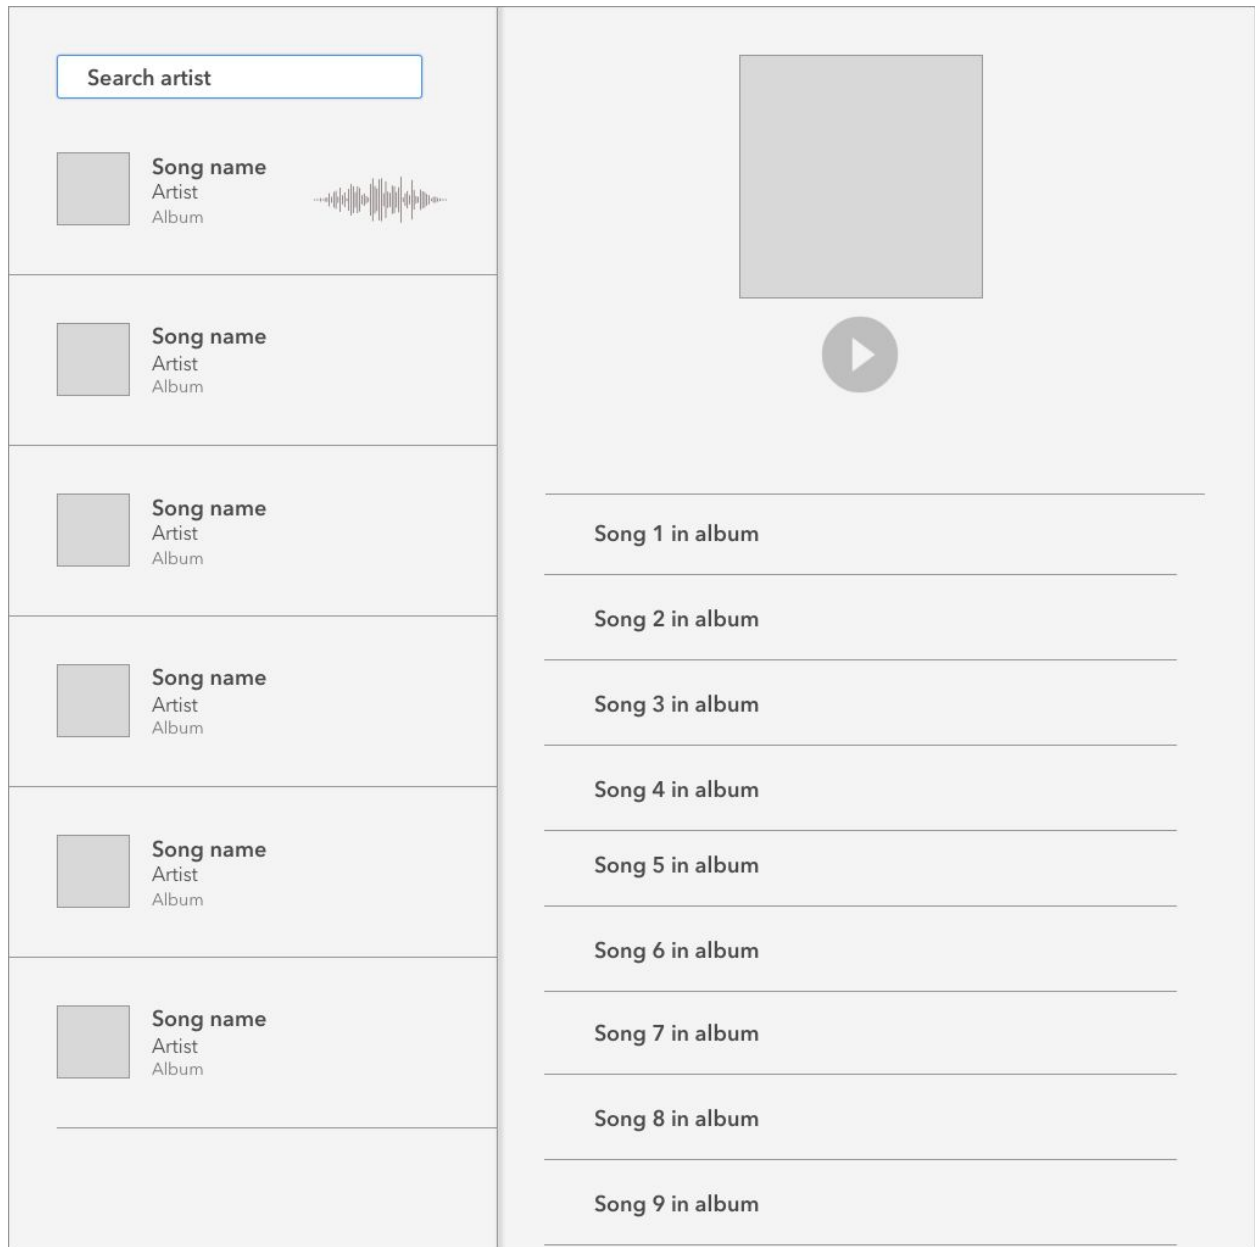 Search artist
Song name
Artist
Album
Song name
Artist
Album
Song name
Artist
Album
Song name
Artist
Album
Song name
Artist
Album
Song name
Artist
Album
Song 1 in album
Song 2 in album
Song 3 in album
Song 4 in album
Song 5 in album
Song 6 in album
Song 7 in album
Song 8 in album
Song 9 in album